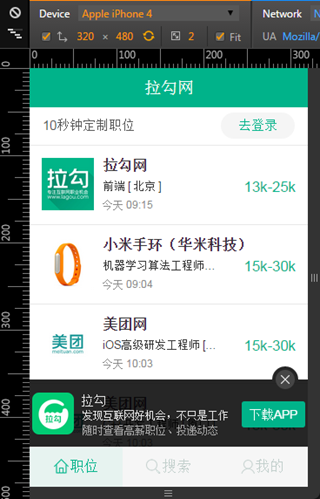 Device Apple iPhone 4 Network
320 × 480 2 Fit UA Mozilla/
0 100 200 300
0
100
200
300
400
500
拉勾网
10秒钟定制职位 去登录
拉勾
专注互联网职业机会
www.lagou.com
拉勾网
前端 [ 北京 ] 13k-25k
今天 09:15
小米手环（华米科技）
机器学习算法工程师... 15k-30k
今天 09:04
美团
meituan.com
美团网
iOS高级研发工程师 [... 15k-30k
今天 10:03
拉勾
拉勾
发现互联网好机会，不只是工作
随时查看高薪职位、投递动态
下载APP
职位 搜索 我的